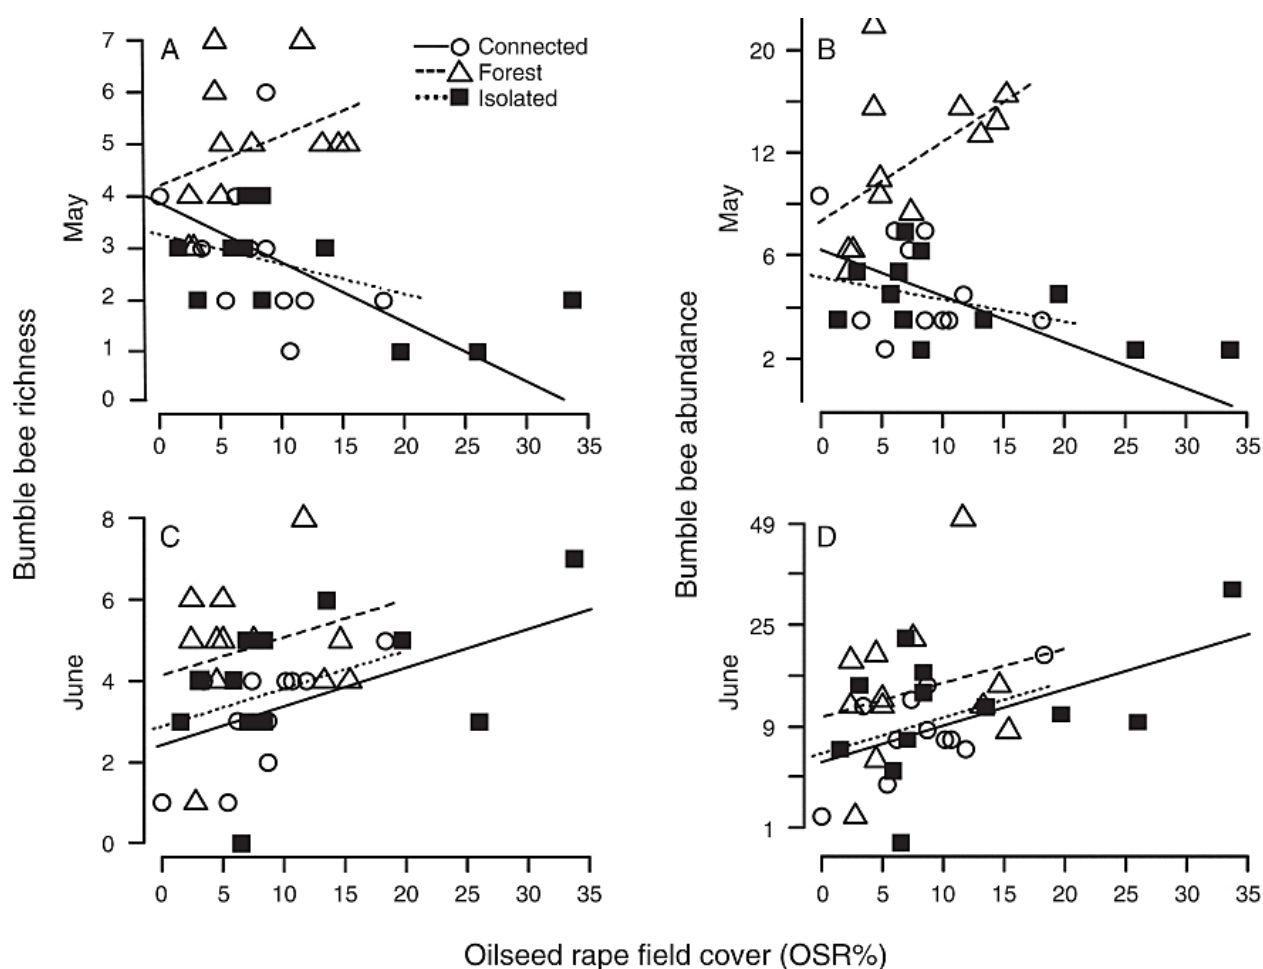 A
Connected
Forest
Isolated
7
6
5
4
3
2
1
0
May
0 5 10 15 20 25 30 35
B
20
12
6
2
May
0 5 10 15 20 25 30 35
Bumble bee richness
Bumble bee abundance
C
8
6
4
2
0
June
0 5 10 15 20 25 30 35
D
49
25
9
1
June
0 5 10 15 20 25 30 35
Oilseed rape field cover (OSR%)